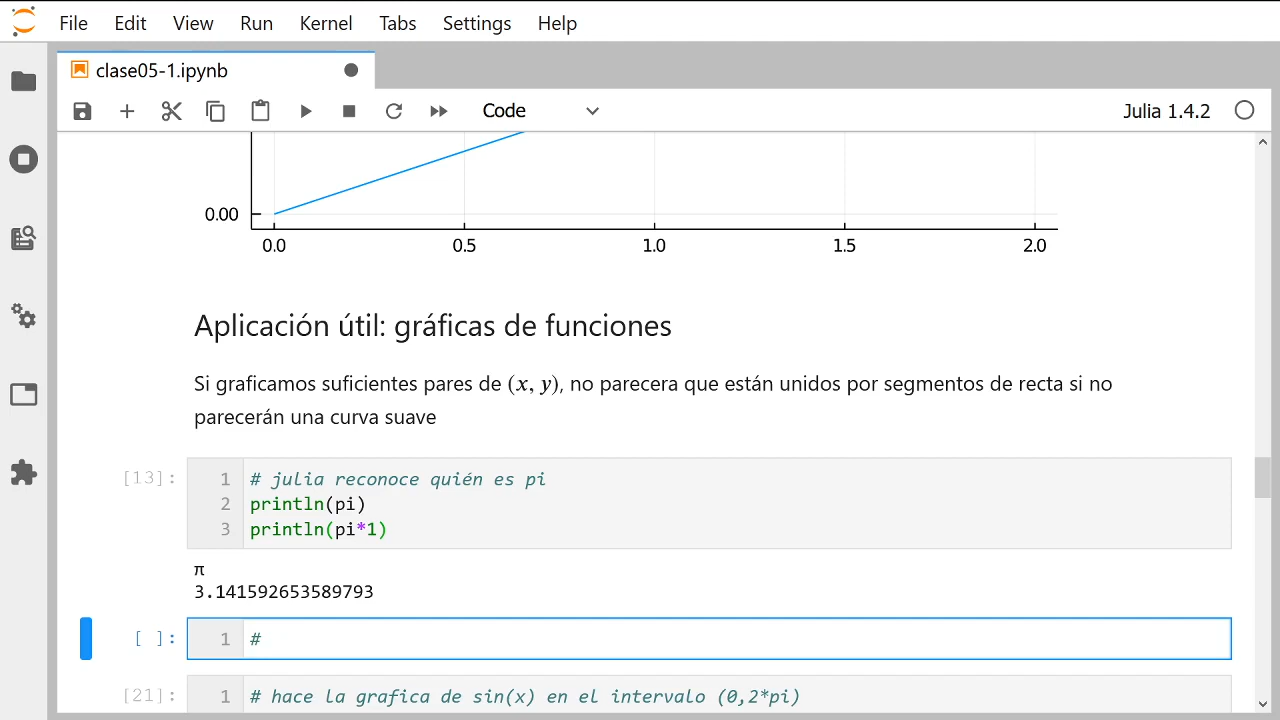 File Edit View Run Kernel Tabs Settings Help
clase05-1.ipynb
Code Julia 1.4.2
0.00
0.0 0.5 1.0 1.5 2.0
Aplicación útil: gráficas de funciones
Si graficamos suficientes pares de (x, y), no parecera que están unidos por segmentos de recta si no
parecerán una curva suave
[13]: 1 # julia reconoce quién es pi
2 println(pi)
3 println(pi*1)
π
3.141592653589793
[ ]: 1 #
[21]: 1 # hace la grafica de sin(x) en el intervalo (0,2*pi)